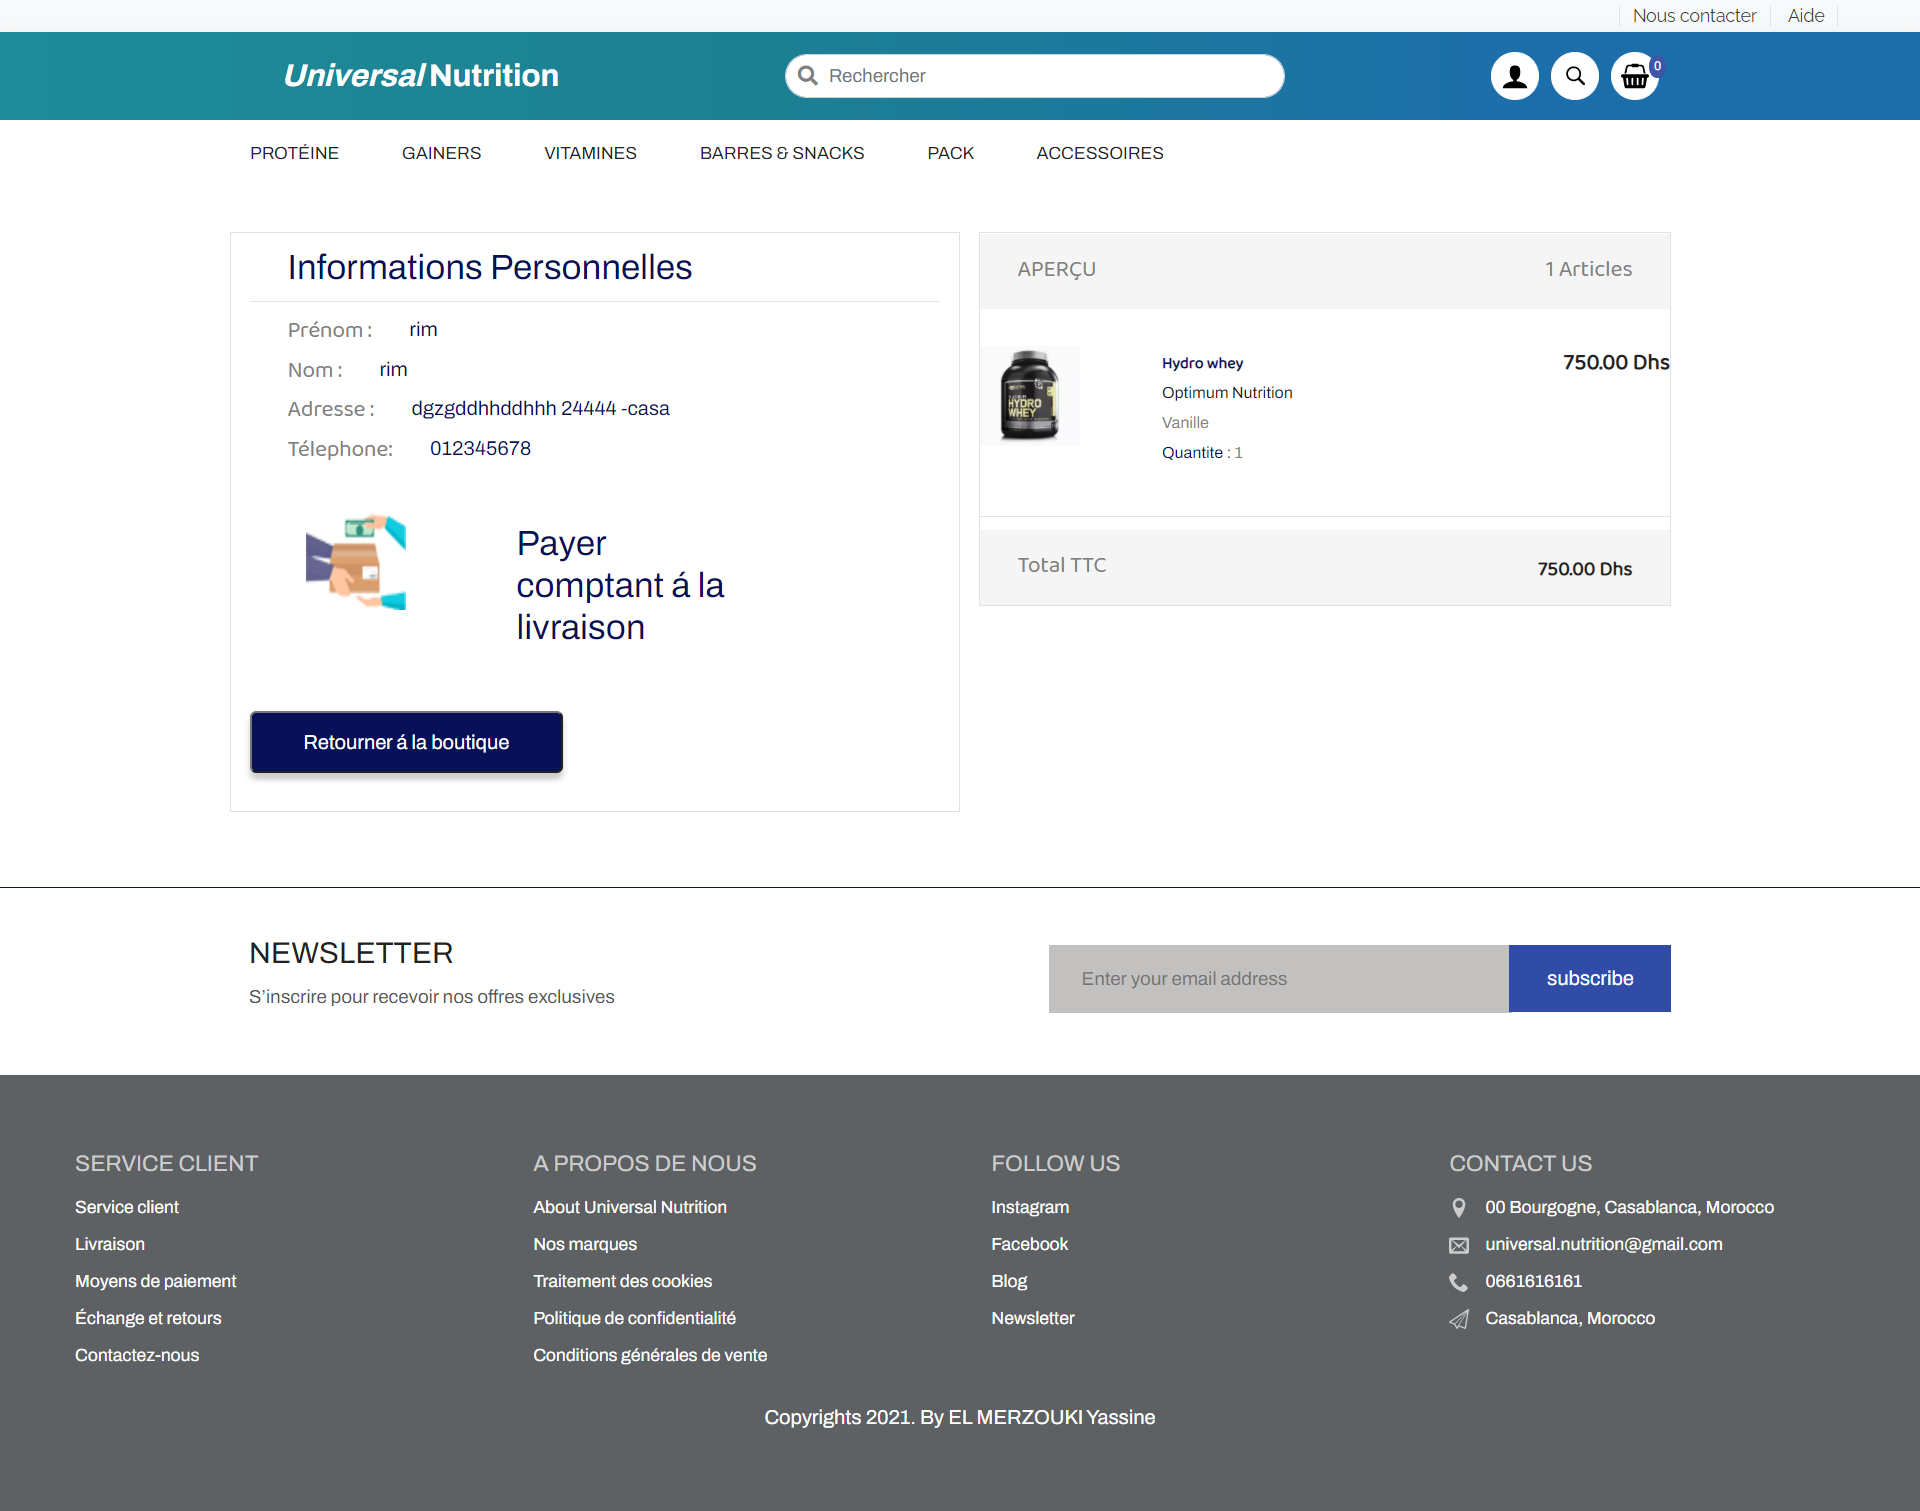 Nous contacter
Aide
Universal Nutrition
Rechercher
0
PROTÉINE
GAINERS
VITAMINES
BARRES & SNACKS
PACK
ACCESSOIRES
Informations Personnelles
Prénom : rim
Nom : rim
Adresse : dgzgddhhddhhh 24444 -casa
Télephone: 012345678
Payer
comptant á la
livraison
Retourner á la boutique
APERÇU
1 Articles
HYDRO
WHEY
Hydro whey
750.00 Dhs
Optimum Nutrition
Vanille
Quantite : 1
Total TTC
750.00 Dhs
NEWSLETTER
S’inscrire pour recevoir nos offres exclusives
Enter your email address
subscribe
SERVICE CLIENT
Service client
Livraison
Moyens de paiement
Échange et retours
Contactez-nous
A PROPOS DE NOUS
About Universal Nutrition
Nos marques
Traitement des cookies
Politique de confidentialité
Conditions générales de vente
FOLLOW US
Instagram
Facebook
Blog
Newsletter
CONTACT US
00 Bourgogne, Casablanca, Morocco
universal.nutrition@gmail.com
0661616161
Casablanca, Morocco
Copyrights 2021. By EL MERZOUKI Yassine